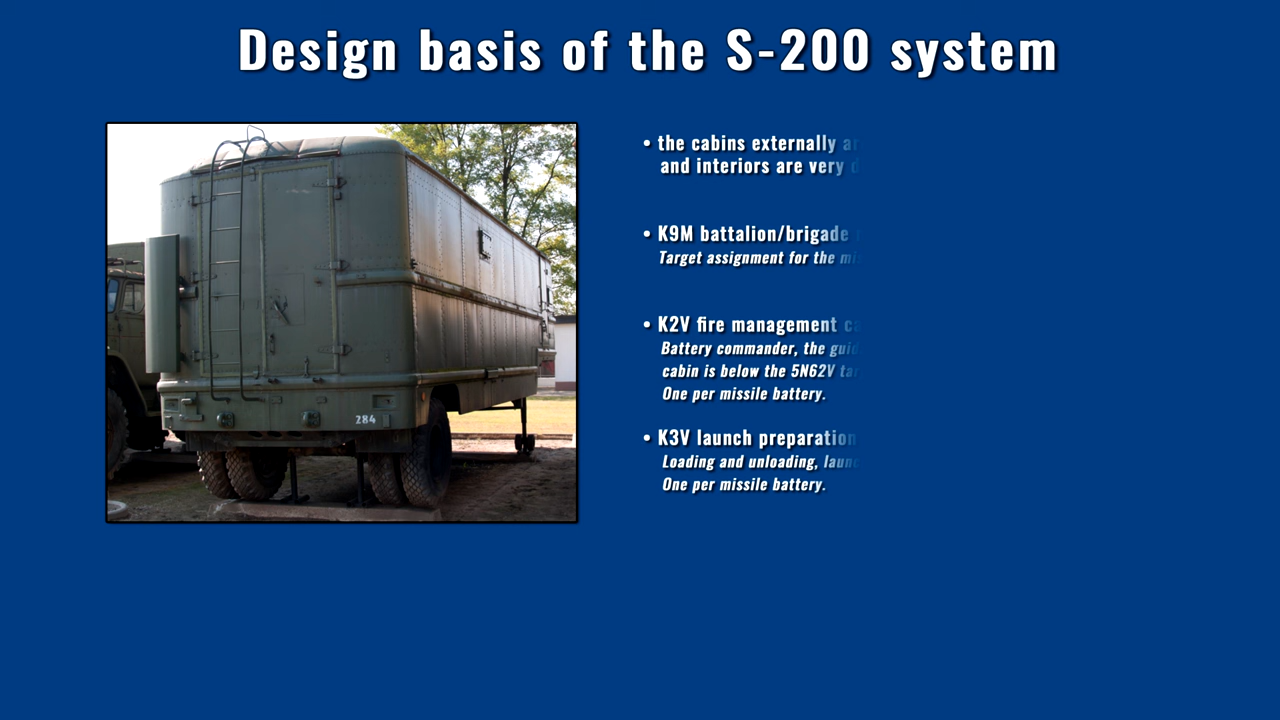 Design basis of the S-200 system
• the cabins externally
and interiors are very
• K9M battalion/brigade
Target assignment for the
• K2V fire management
Battery commander, the
cabin is below the 5N62V
One per missile battery.
• K3V launch preparation
Loading and unloading,
One per missile battery.
284